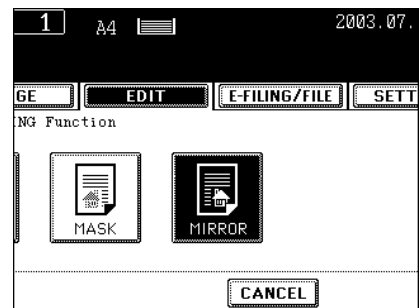 1 A4 2003.07.
GE EDIT E-FILING/FILE SETT
NG Function
MASK MIRROR
CANCEL